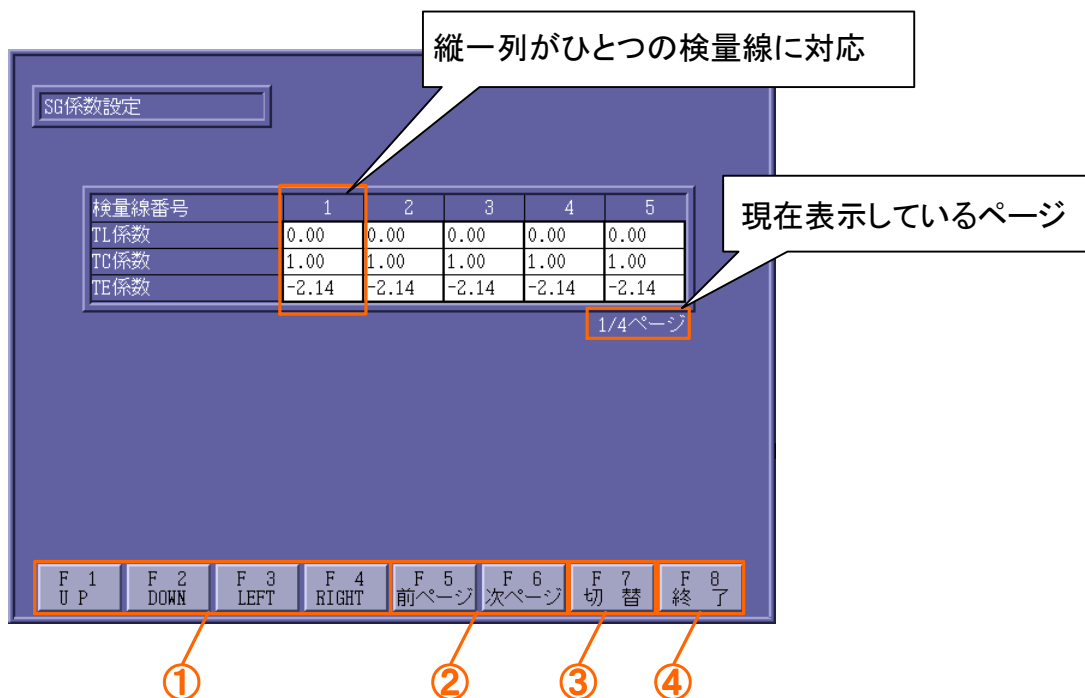 縦一列がひとつの検量線に対応
SG係数設定
検量線番号 1 2 3 4 5
TL係数 0.00 0.00 0.00 0.00 0.00
TC係数 1.00 1.00 1.00 1.00 1.00
TE係数 -2.14 -2.14 -2.14 -2.14 -2.14
現在表示しているページ
1/4ページ
F 1 F 2 F 3 F 4 F 5 F 6 F 7 F 8
U P DOWN LEFT RIGHT 前ページ 次ページ 切 替 終 了
① ② ③ ④